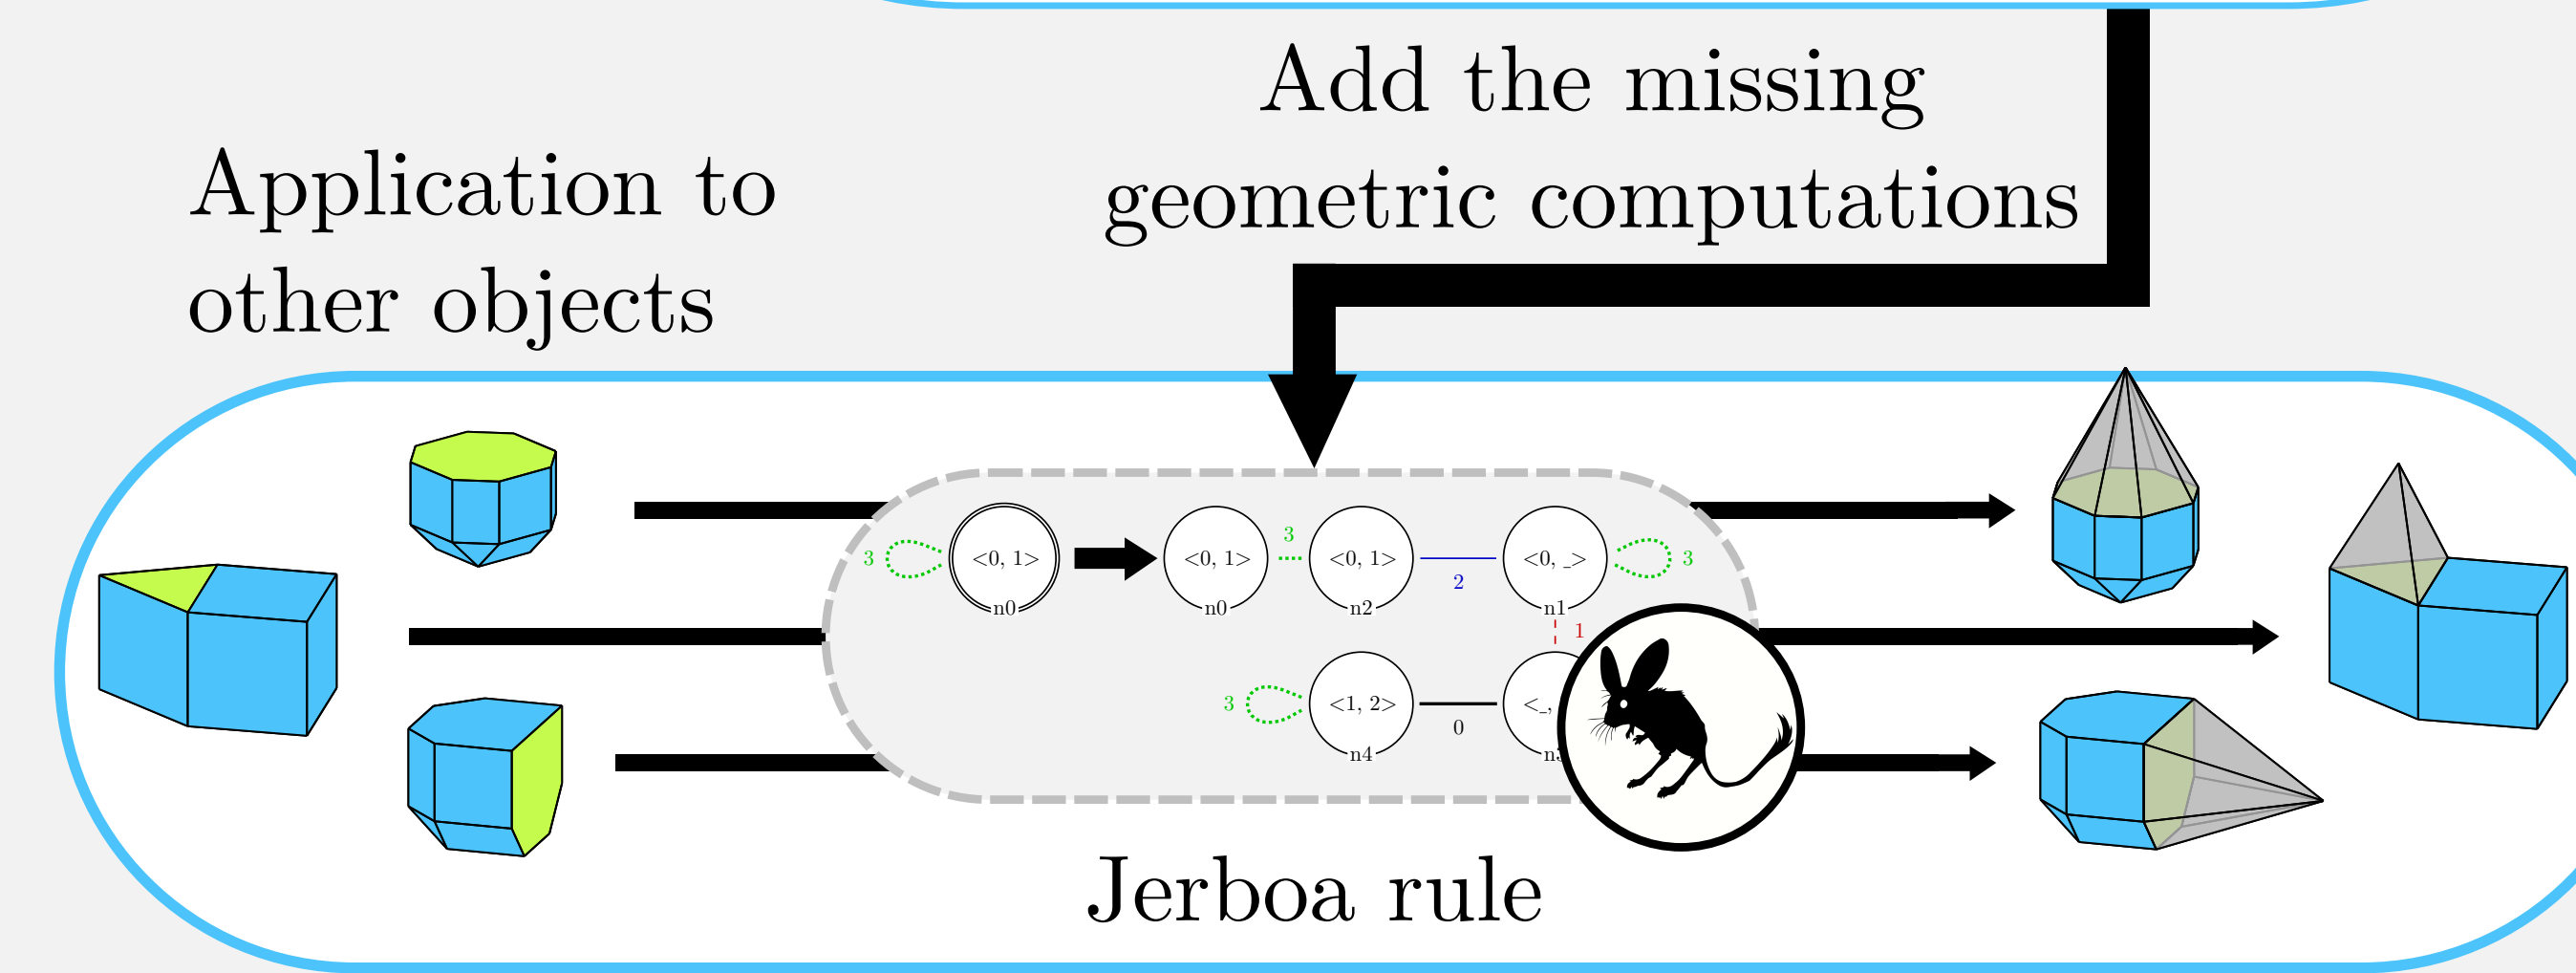 Add the missing
geometric computations
Application to
other objects
3 <0, 1> <0, 1> 3 <0, 1> 2 <0, _> 3
n0 n0 n2 n1
1
3 <1, 2> 0 <_,
n4
Jerboa rule